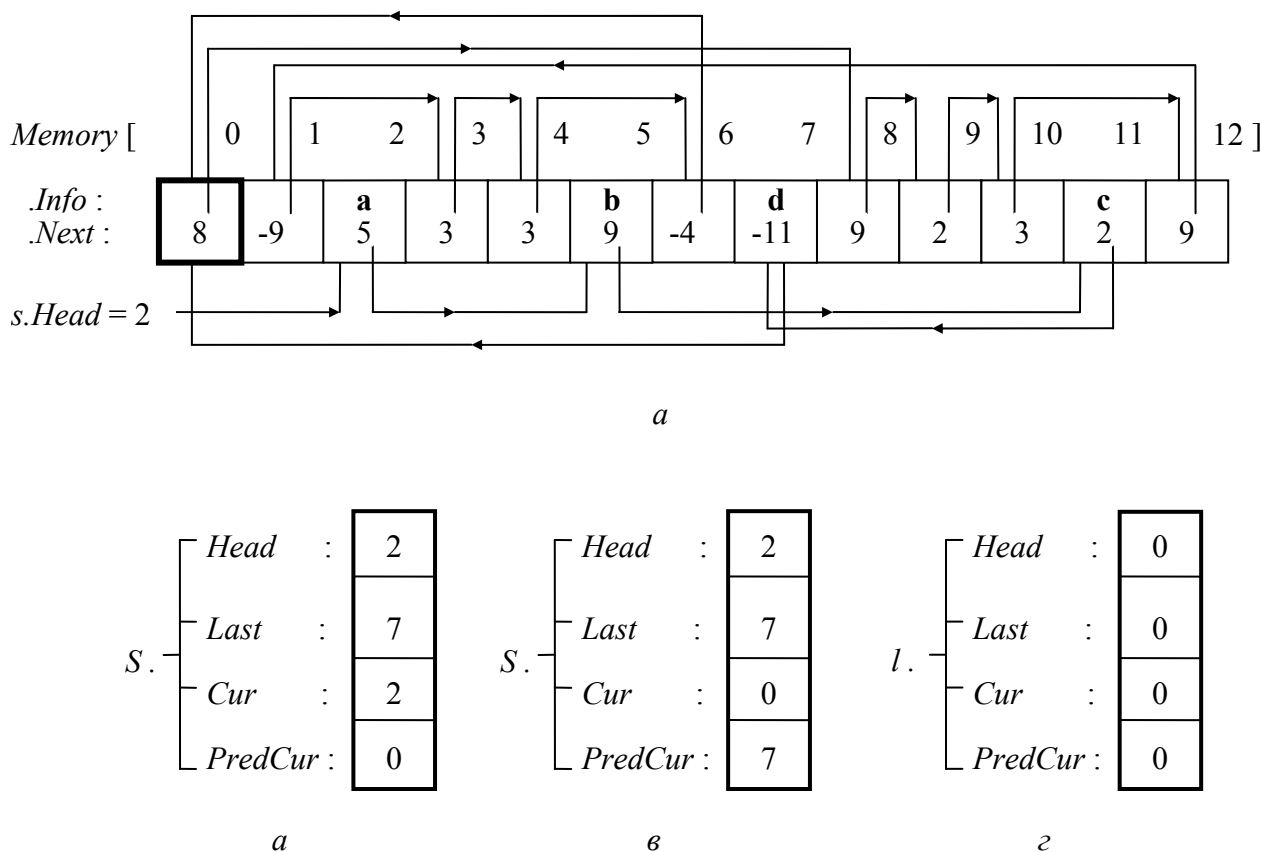 Memory [ 0 1 2 3 4 5 6 7 8 9 10 11 12 ]
.Info : a b d c
.Next : 8 -9 5 3 3 9 -4 -11 9 2 3 2 9
s.Head = 2
а
Head : 2 Head : 2 Head : 0
Last : 7 Last : 7 Last : 0
S . S . l .
Cur : 2 Cur : 0 Cur : 0
PredCur : 0 PredCur : 7 PredCur : 0
а в г